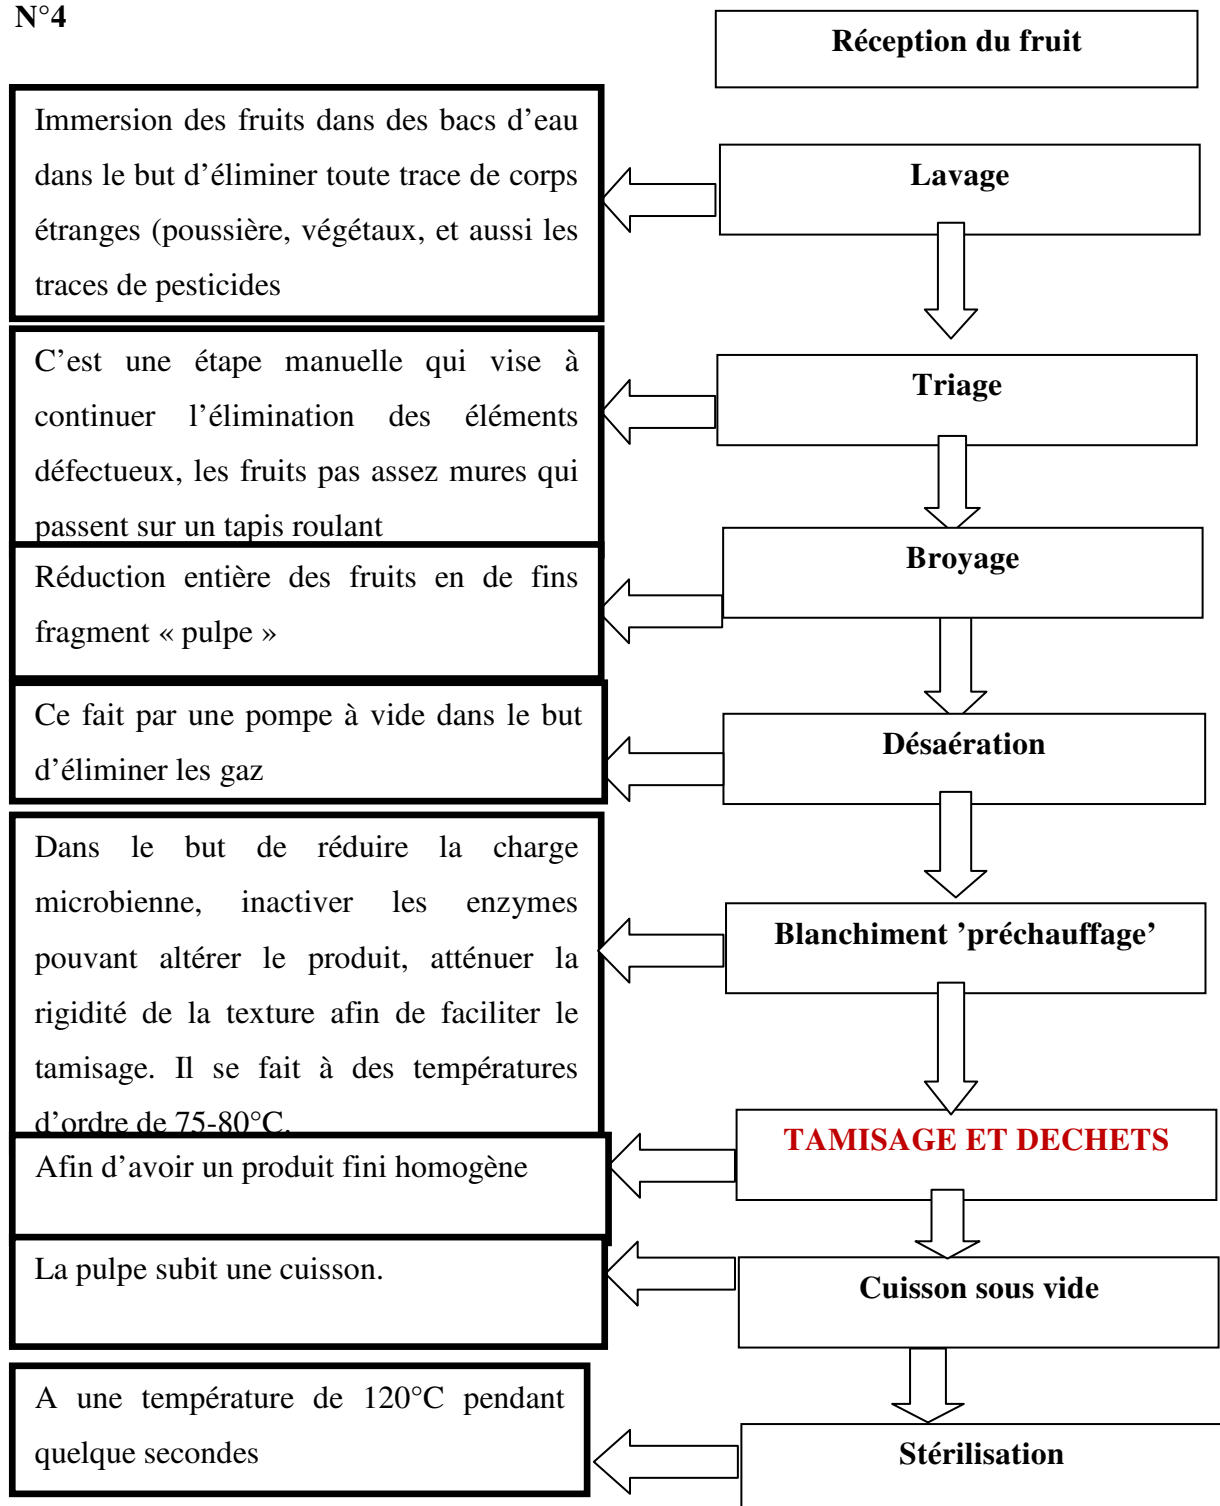 N°4
Réception du fruit
Immersion des fruits dans des bacs d'eau
dans le but d'éliminer toute trace de corps
étranges (poussière, végétaux, et aussi les
traces de pesticides
Lavage
C'est une étape manuelle qui vise à
continuer l'élimination des éléments
défectueux, les fruits pas assez mures qui
passent sur un tapis roulant
Triage
Réduction entière des fruits en de fins
fragment « pulpe »
Broyage
Ce fait par une pompe à vide dans le but
d'éliminer les gaz
Désaération
Dans le but de réduire la charge
microbienne, inactiver les enzymes
pouvant altérer le produit, atténuer la
rigidité de la texture afin de faciliter le
tamisage. Il se fait à des températures
d'ordre de 75-80°C.
Blanchiment 'préchauffage'
Afin d'avoir un produit fini homogène
TAMISAGE ET DECHETS
La pulpe subit une cuisson.
Cuisson sous vide
A une température de 120°C pendant
quelque secondes
Stérilisation